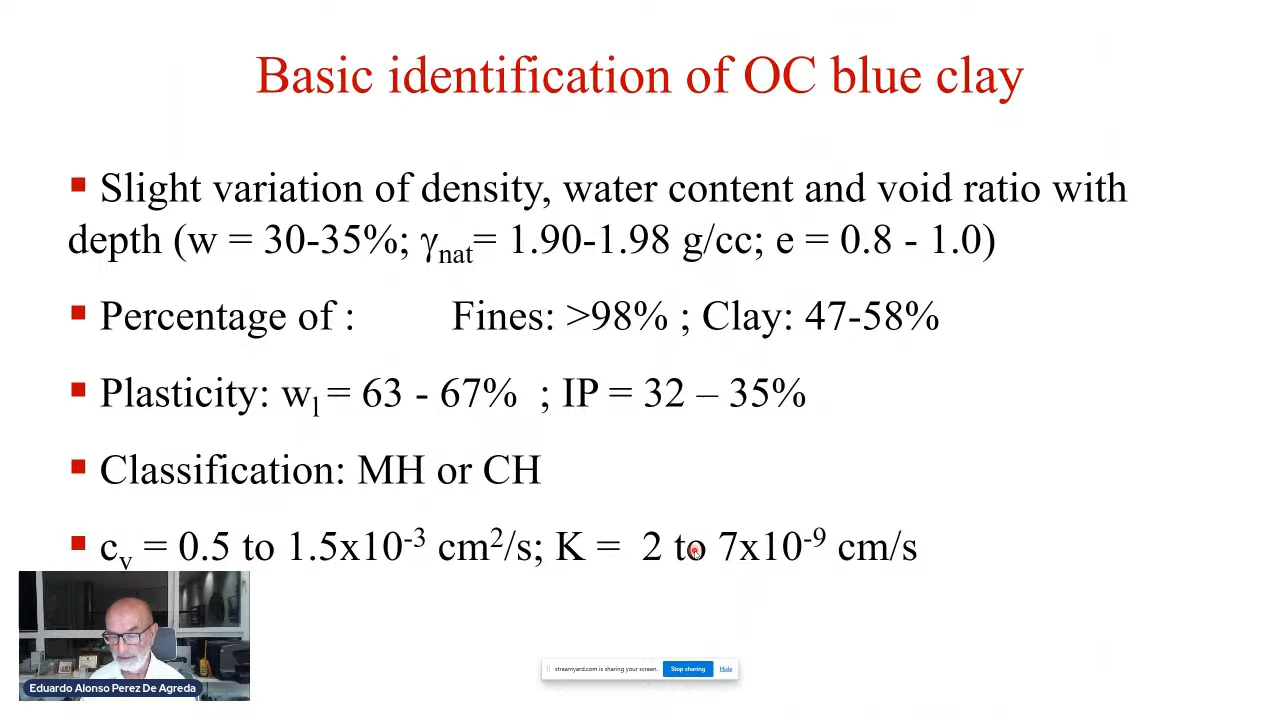 Basic identification of OC blue clay
▪ Slight variation of density, water content and void ratio with
depth (w = 30-35%; γnat= 1.90-1.98 g/cc; e = 0.8 - 1.0)
▪ Percentage of : Fines: >98% ; Clay: 47-58%
▪ Plasticity: wl = 63 - 67% ; IP = 32 – 35%
▪ Classification: MH or CH
▪ cv = 0.5 to 1.5x10-3 cm2/s; K = 2 to 7x10-9 cm/s
Eduardo Alonso Perez De Agreda
streamyard.com is sharing your screen. Stop sharing Hide